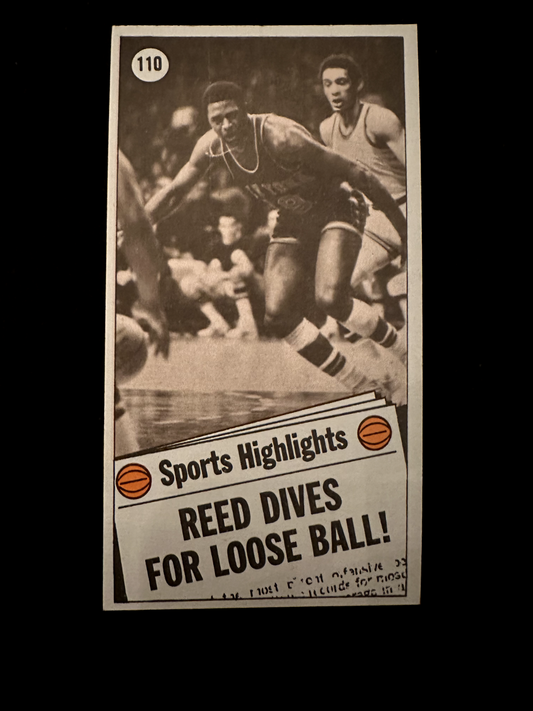 110
Sports Highlights
REED DIVES
FOR LOOSE BALL!